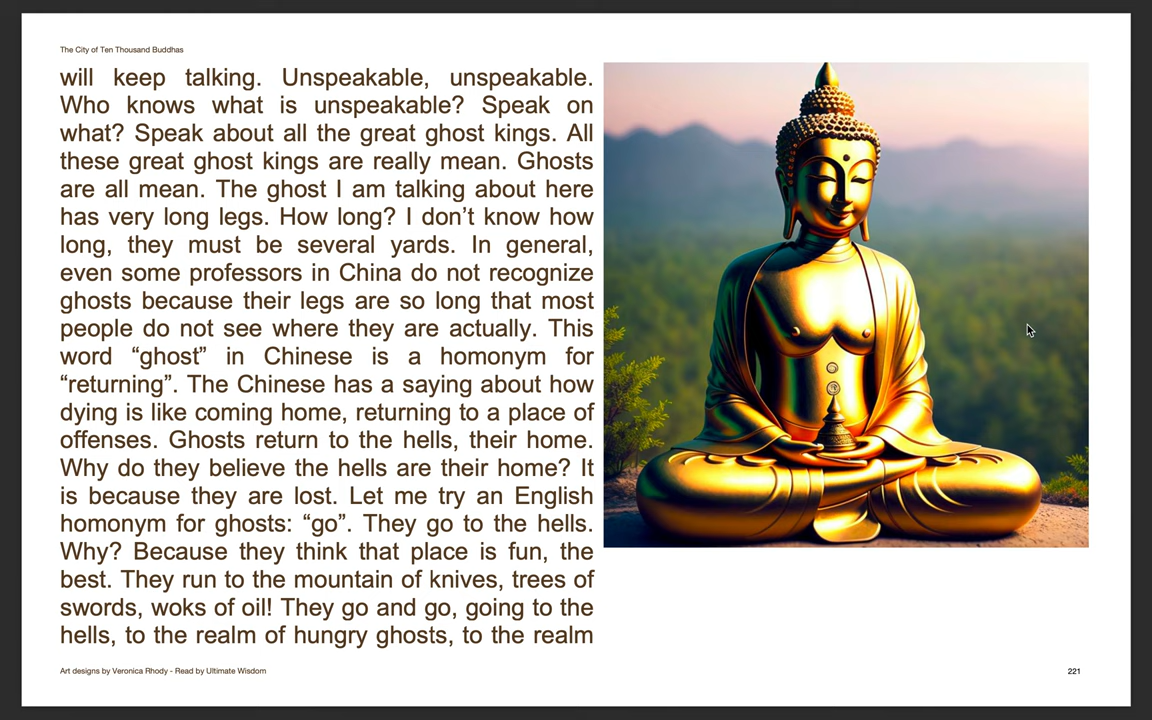 The City of Ten Thousand Buddhas
will keep talking. Unspeakable, unspeakable.
Who knows what is unspeakable? Speak on
what? Speak about all the great ghost kings. All
these great ghost kings are really mean. Ghosts
are all mean. The ghost I am talking about here
has very long legs. How long? I don’t know how
long, they must be several yards. In general,
even some professors in China do not recognize
ghosts because their legs are so long that most
people do not see where they are actually. This
word “ghost” in Chinese is a homonym for
“returning”. The Chinese has a saying about how
dying is like coming home, returning to a place of
offenses. Ghosts return to the hells, their home.
Why do they believe the hells are their home? It
is because they are lost. Let me try an English
homonym for ghosts: “go”. They go to the hells.
Why? Because they think that place is fun, the
best. They run to the mountain of knives, trees of
swords, woks of oil! They go and go, going to the
hells, to the realm of hungry ghosts, to the realm
Art designs by Veronica Rhody - Read by Ultimate Wisdom
221